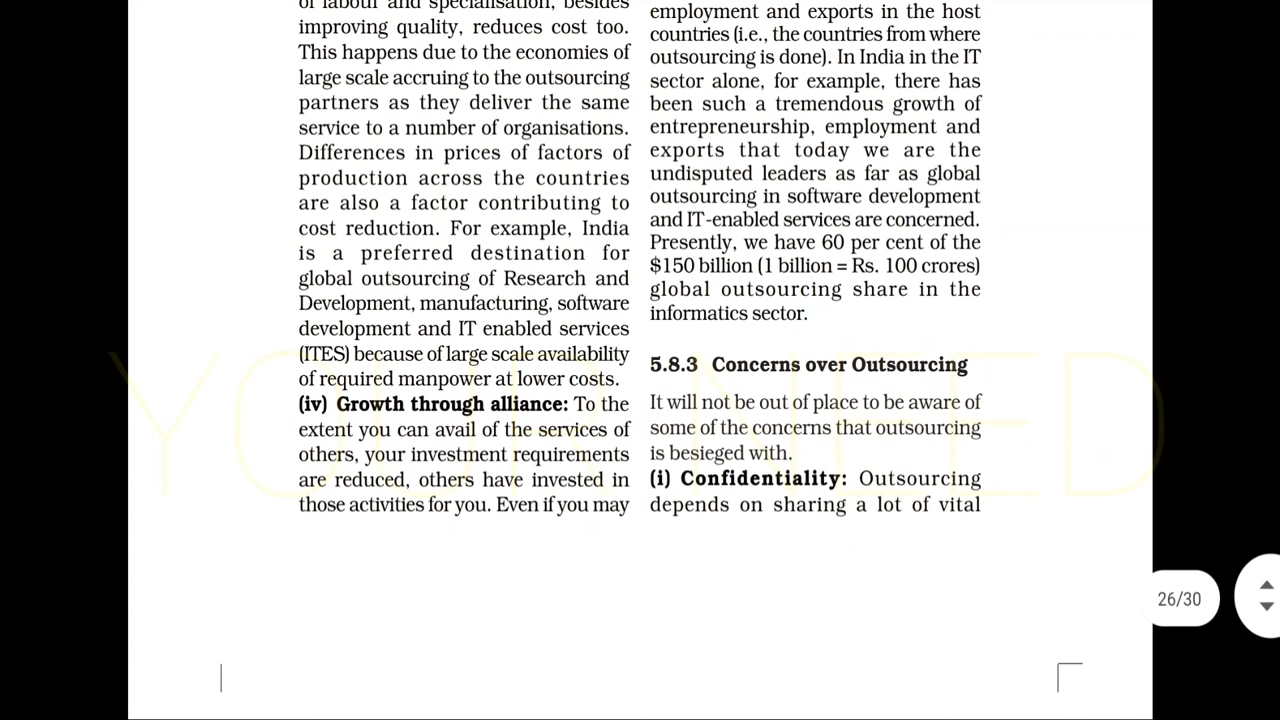 of labour and specialisation, besides
improving quality, reduces cost too.
This happens due to the economies of
large scale accruing to the outsourcing
partners as they deliver the same
service to a number of organisations.
Differences in prices of factors of
production across the countries
are also a factor contributing to
cost reduction. For example, India
is a preferred destination for
global outsourcing of Research and
Development, manufacturing, software
development and IT enabled services
(ITES) because of large scale availability
of required manpower at lower costs.
(iv) Growth through alliance: To the
extent you can avail of the services of
others, your investment requirements
are reduced, others have invested in
those activities for you. Even if you may
employment and exports in the host
countries (i.e., the countries from where
outsourcing is done). In India in the IT
sector alone, for example, there has
been such a tremendous growth of
entrepreneurship, employment and
exports that today we are the
undisputed leaders as far as global
outsourcing in software development
and IT-enabled services are concerned.
Presently, we have 60 per cent of the
$150 billion (1 billion = Rs. 100 crores)
global outsourcing share in the
informatics sector.
5.8.3 Concerns over Outsourcing
It will not be out of place to be aware of
some of the concerns that outsourcing
is besieged with.
(i) Confidentiality: Outsourcing
depends on sharing a lot of vital
YOUR NEED
26/30